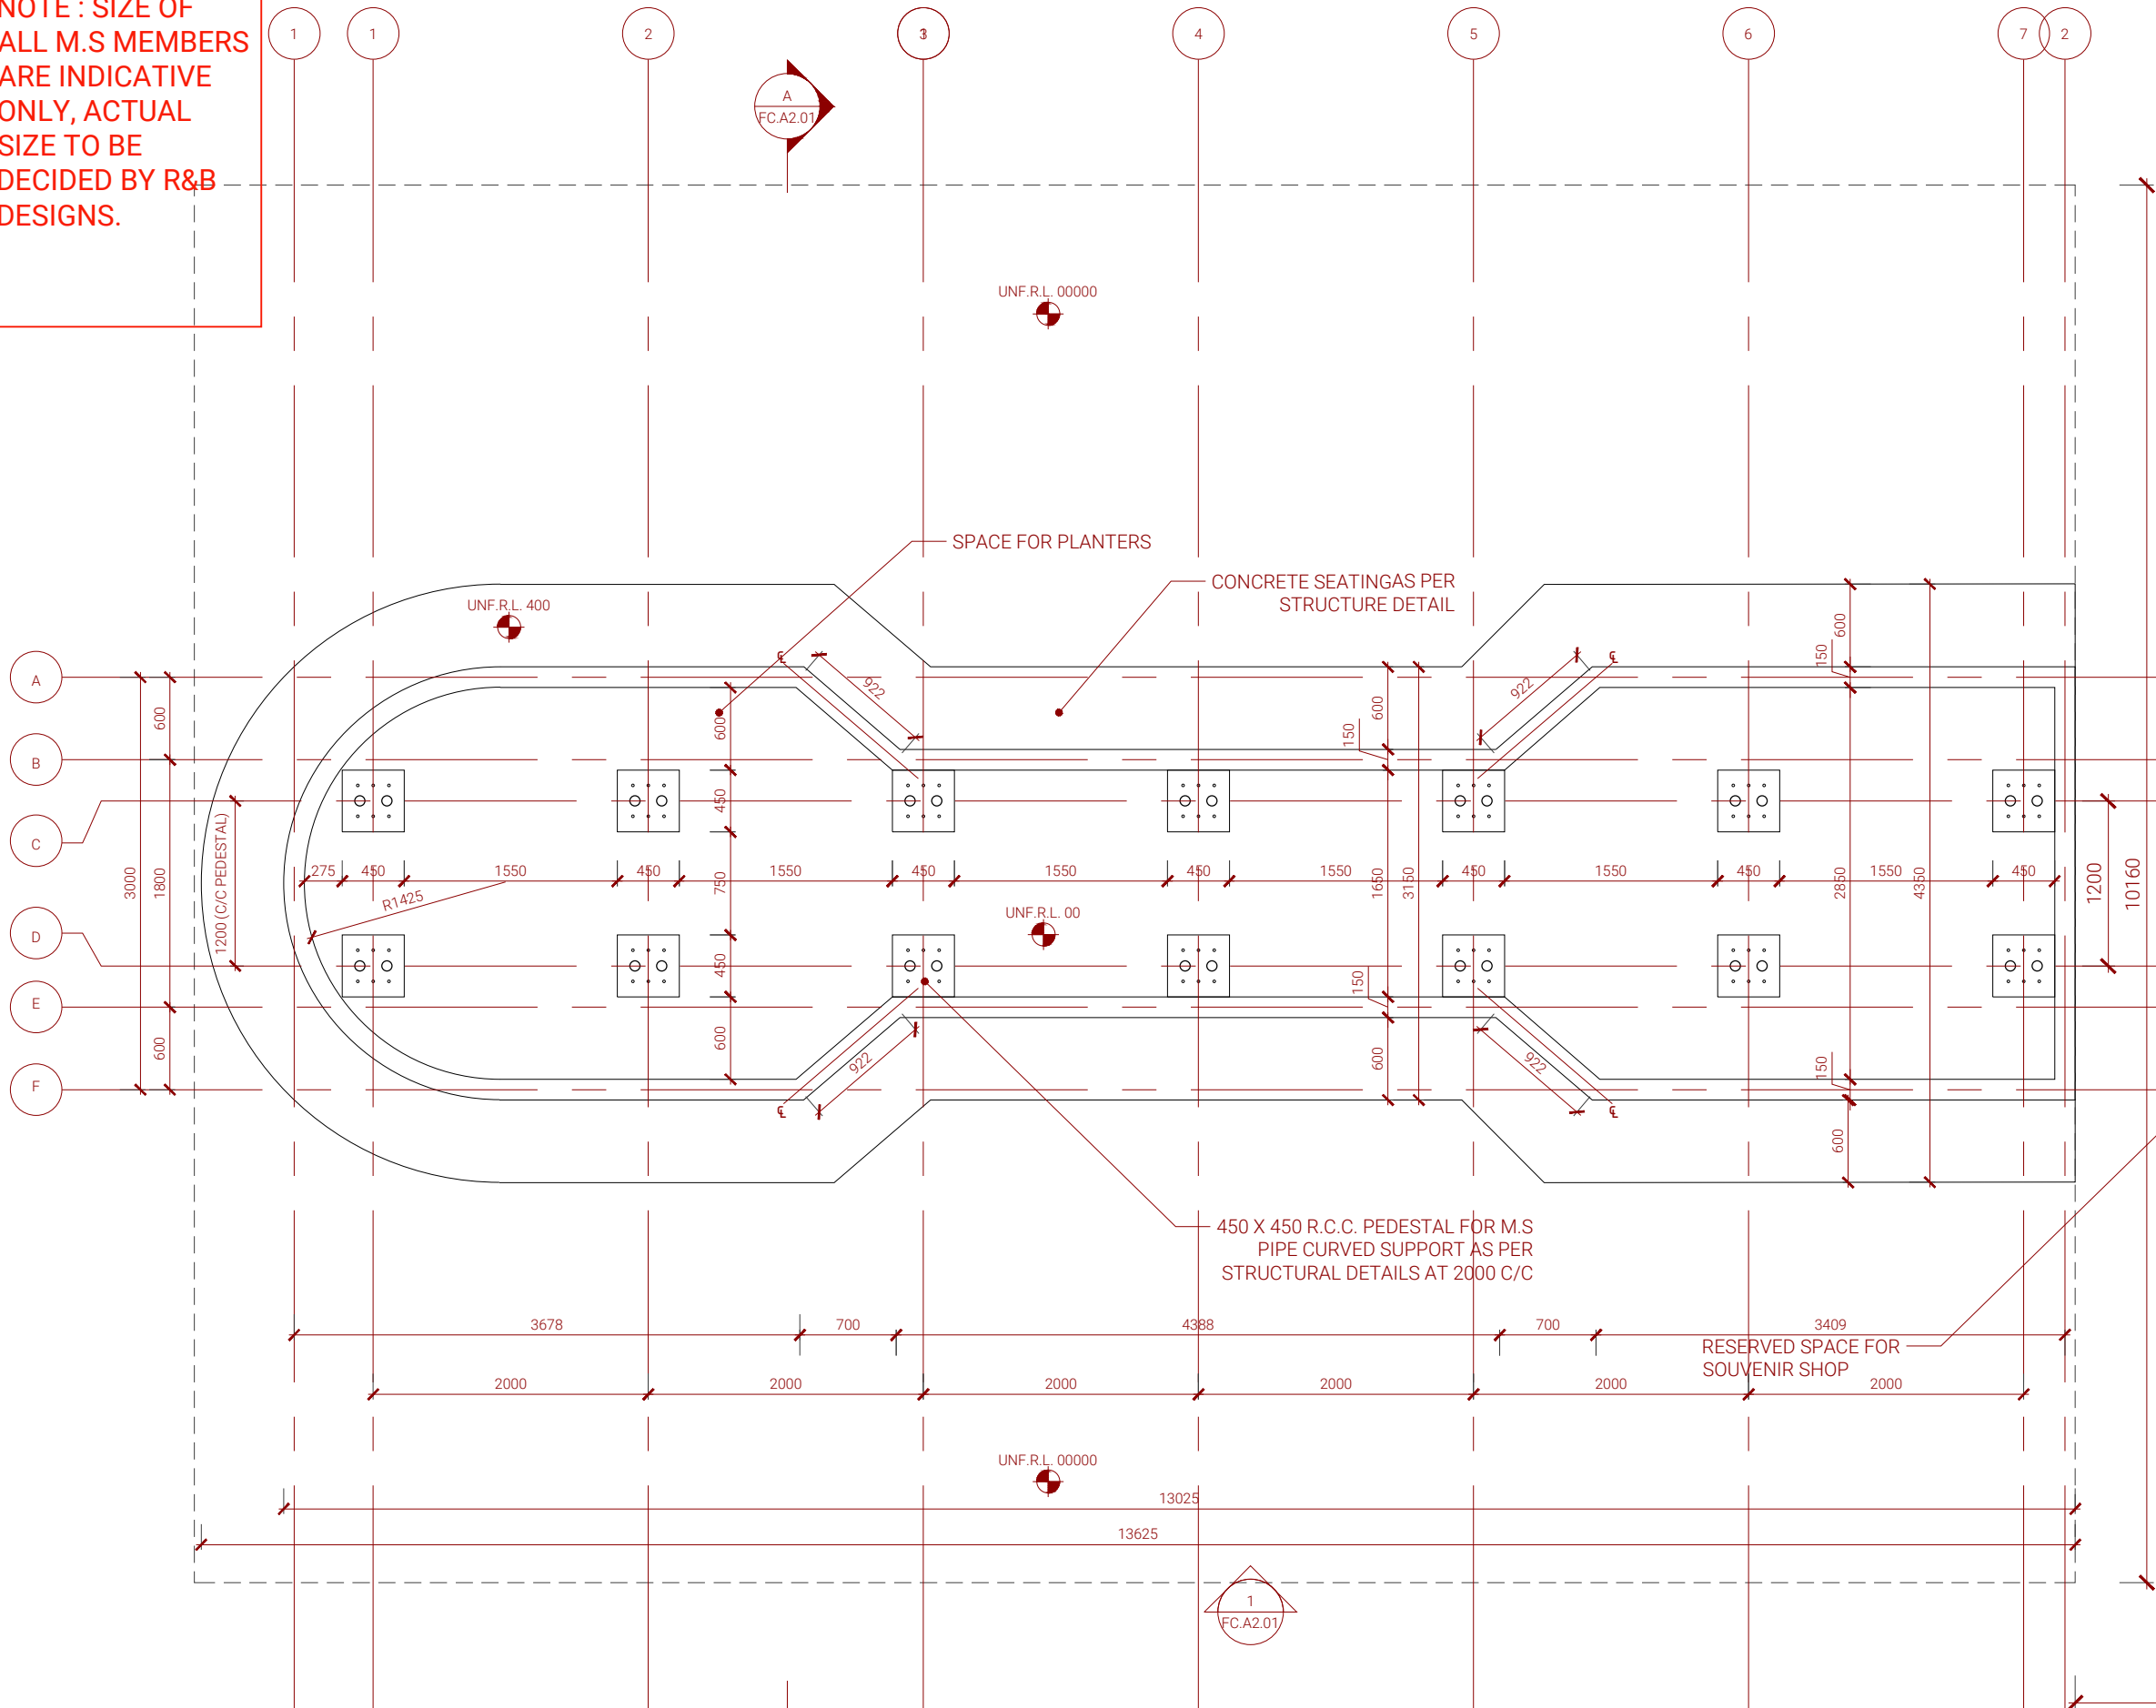 NOTE : SIZE OF
ALL M.S MEMBERS
ARE INDICATIVE
ONLY, ACTUAL
SIZE TO BE
DECIDED BY R&B
DESIGNS.
1
1
2
3
4
5
6
7
2
A
FC.A2.01
UNF.R.L. 00000
SPACE FOR PLANTERS
CONCRETE SEATINGAS PER
STRUCTURE DETAIL
UNF.R.L. 400
A
B
C
D
E
F
3000
600
1800
600
1200 (C/C PEDESTAL)
℄
922
℄
922
600
450
750
450
600
600
150
1650
3150
150
600
600
150
2850
4350
150
600
1200
10160
275
450
1550
450
1550
450
1550
450
1550
450
1550
450
1550
450
R1425
UNF.R.L. 00
℄
922
℄
922
450 X 450 R.C.C. PEDESTAL FOR M.S
PIPE CURVED SUPPORT AS PER
STRUCTURAL DETAILS AT 2000 C/C
3678
700
4388
700
3409
RESERVED SPACE FOR
SOUVENIR SHOP
2000
2000
2000
2000
2000
2000
UNF.R.L. 00000
13025
13625
1
FC.A2.01